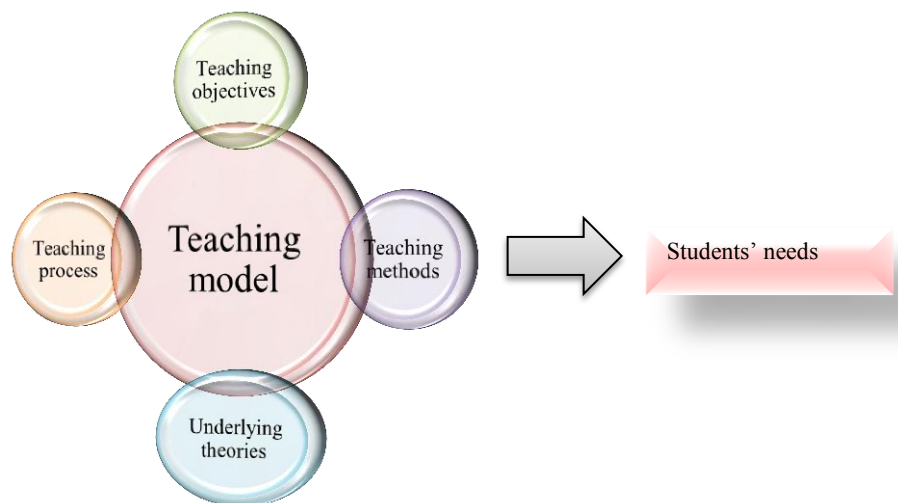 Teaching
objectives
Teaching
process
Teaching
model
Teaching
methods
Students’ needs
Underlying
theories